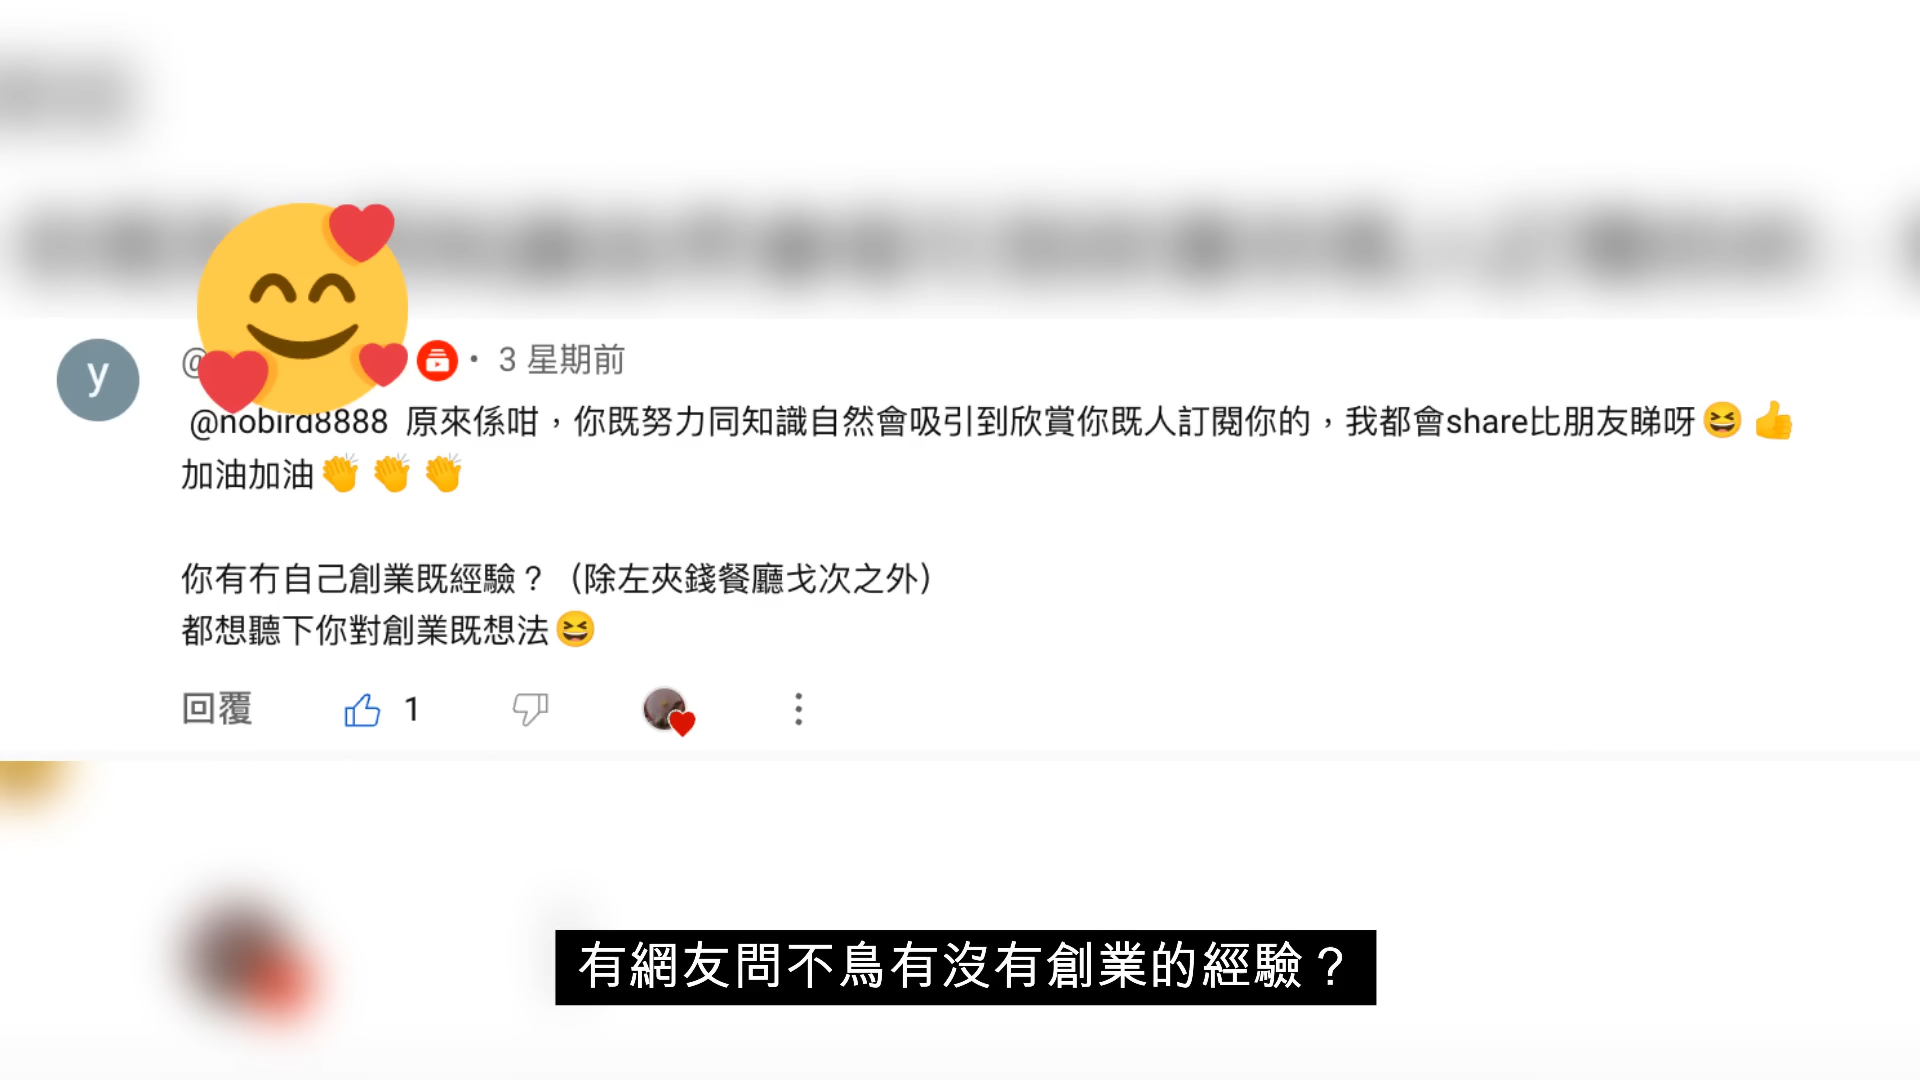 y
@
• 3 星期前
@nobird8888 原來係咁，你既努力同知識自然會吸引到欣賞你既人訂閱你的，我都會share比朋友睇呀😆👍
加油加油👏👏👏
你有冇自己創業既經驗？（除左夾錢餐廳戈次之外）
都想聽下你對創業既想法😆
回覆 1
有網友問不鳥有沒有創業的經驗？